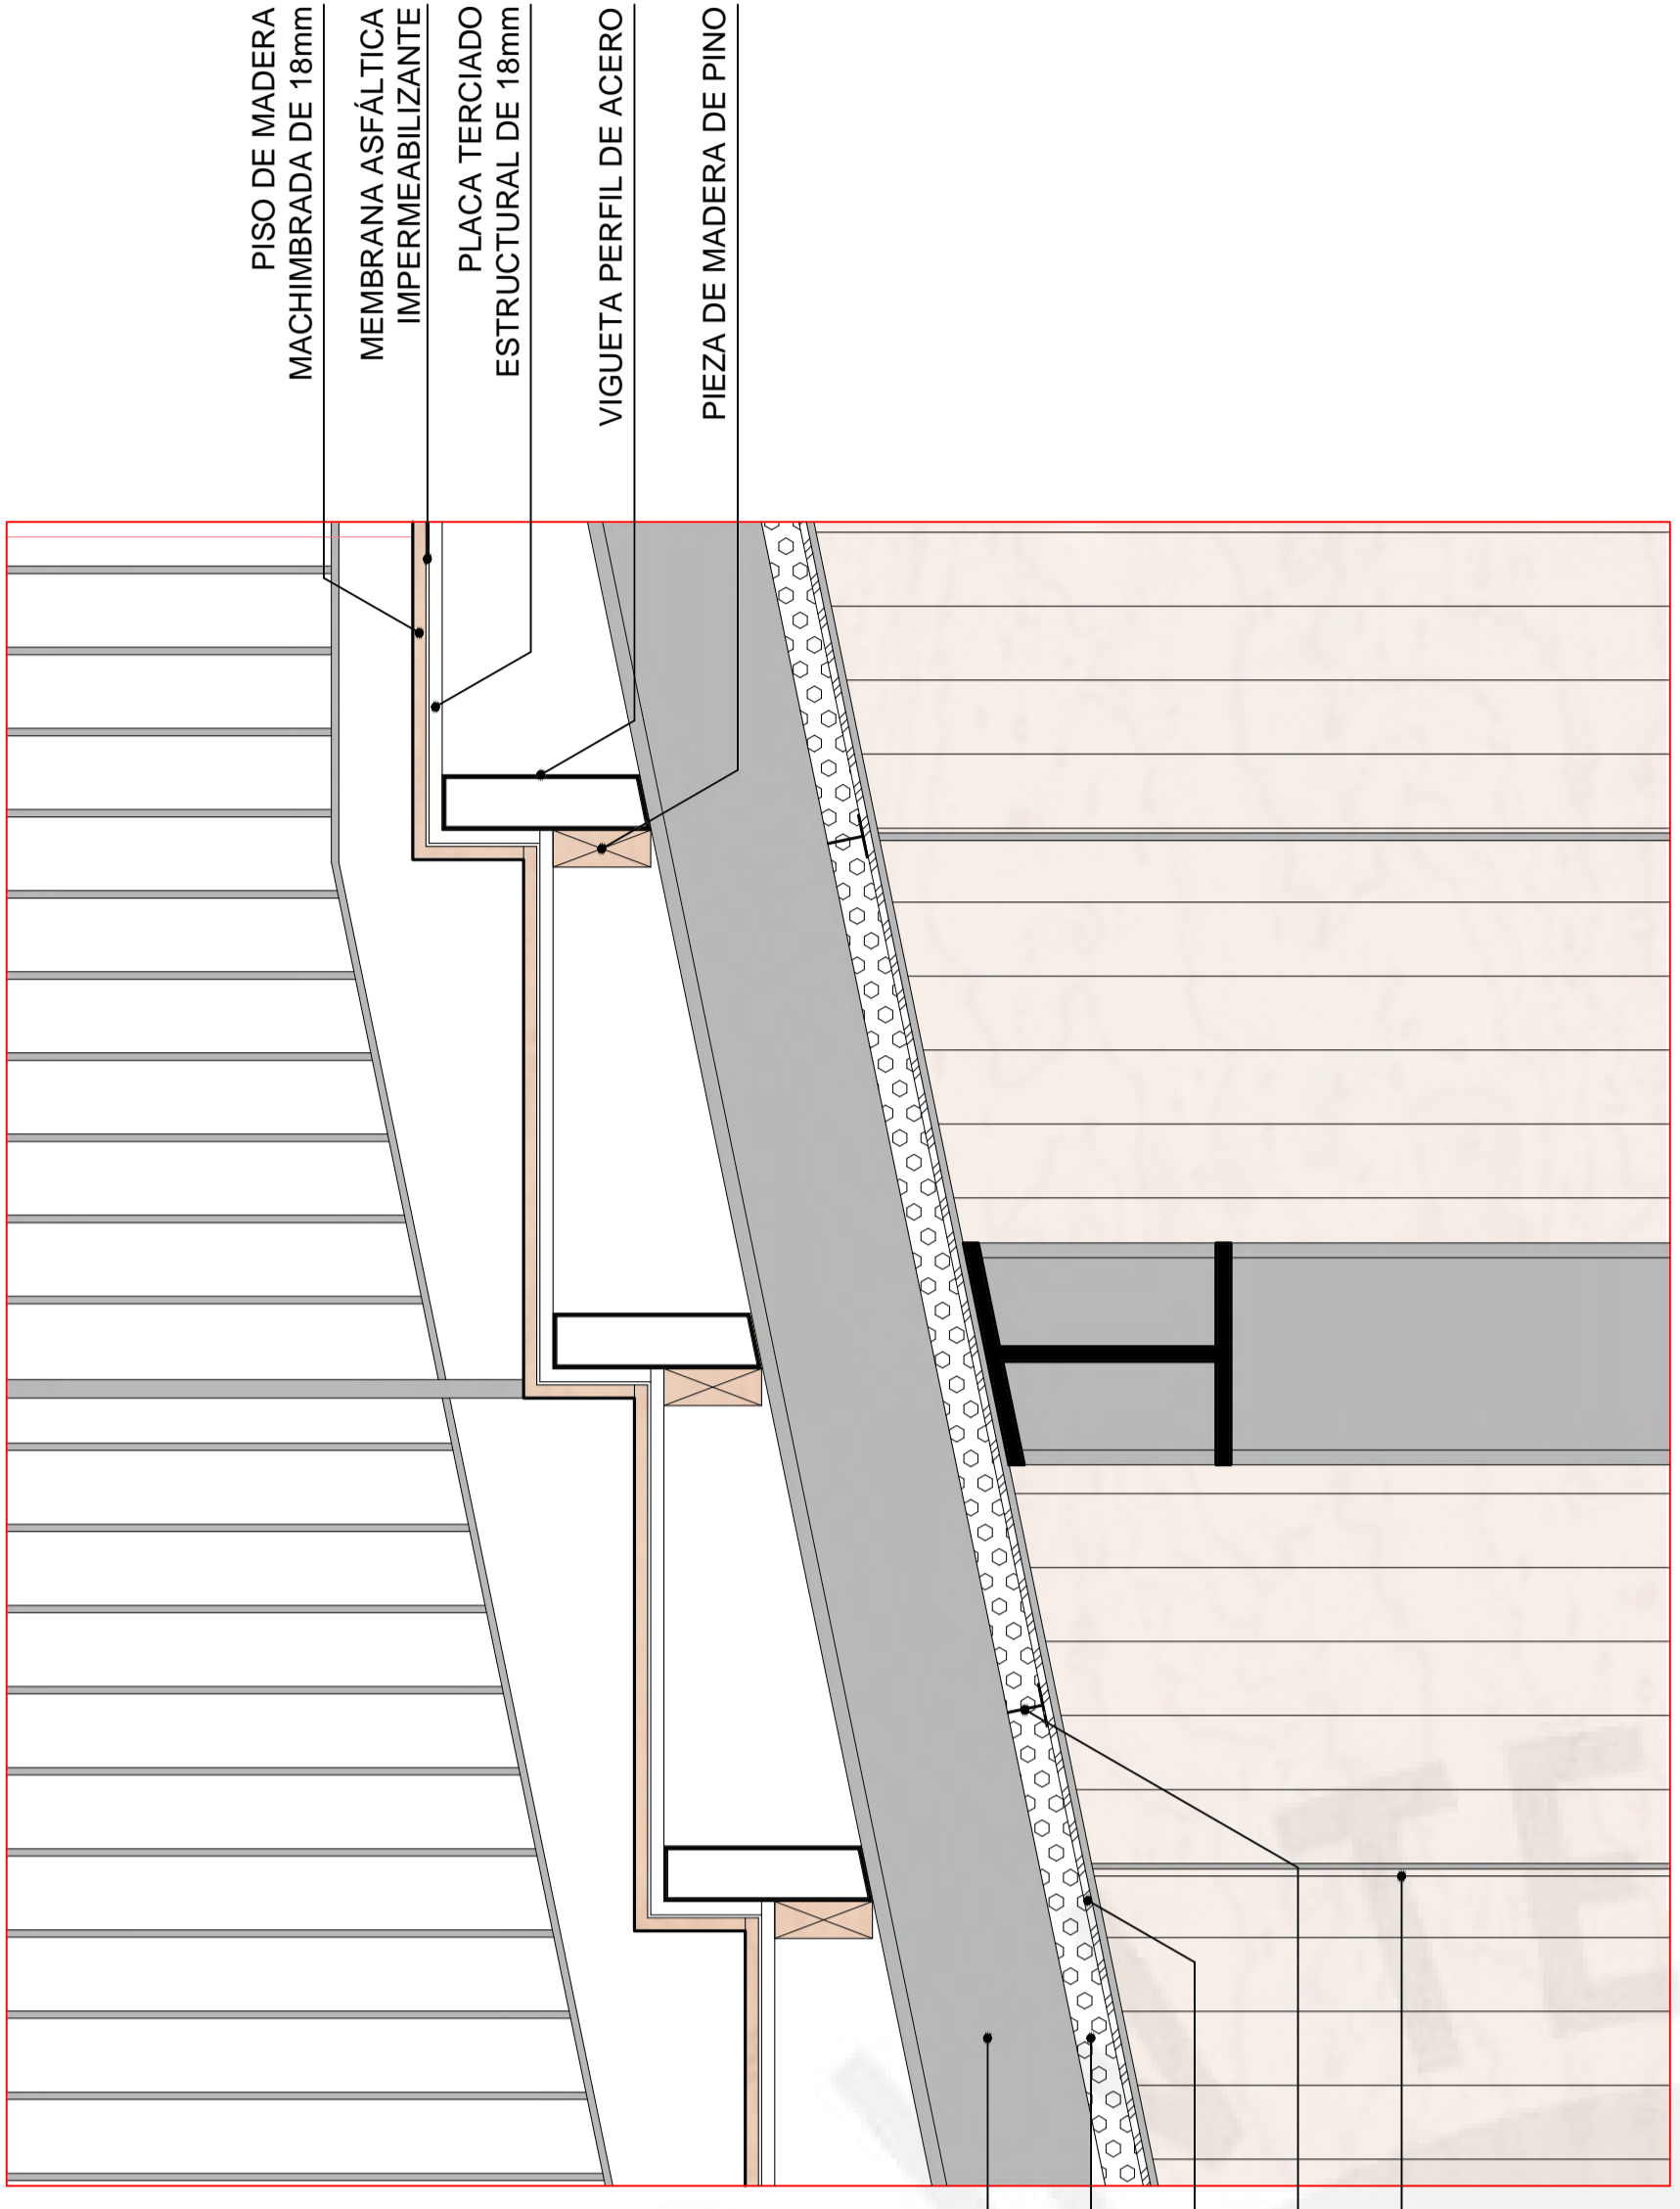 PISO DE MADERA
MACHIMBRADA DE 18mm
MEMBRANA ASFÁLTICA
IMPERMEABILIZANTE
PLACA TERCIADO
ESTRUCTURAL DE 18mm
VIGUETA PERFIL DE ACERO
PIEZA DE MADERA DE PINO